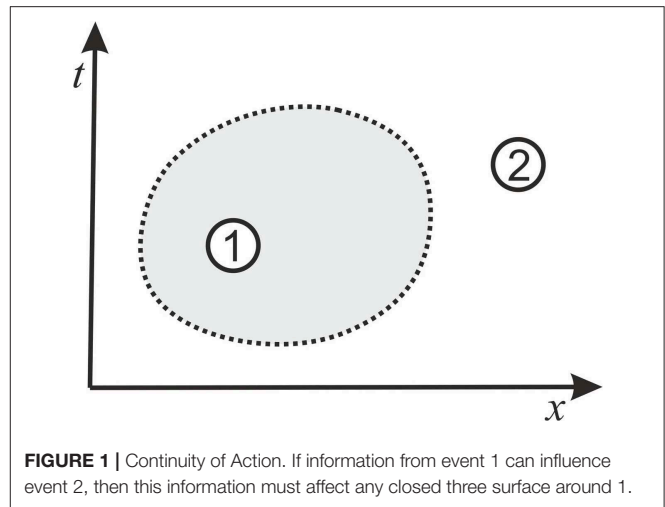 t
2
1
x
FIGURE 1 | Continuity of Action. If information from event 1 can influence
event 2, then this information must affect any closed three surface around 1.